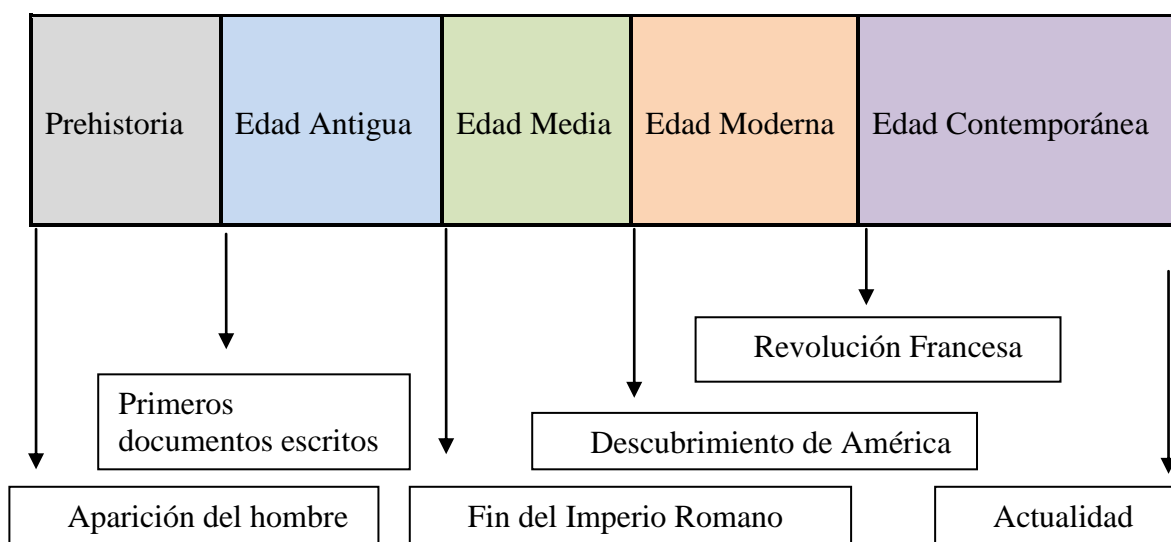 Prehistoria
Edad Antigua
Edad Media
Edad Moderna
Edad Contemporánea
Revolución Francesa
Primeros
documentos escritos
Descubrimiento de América
Aparición del hombre
Fin del Imperio Romano
Actualidad